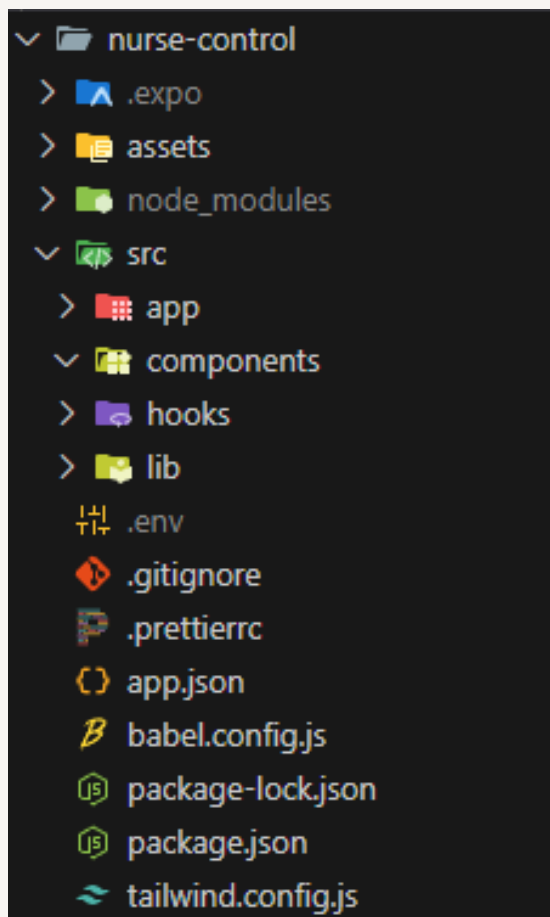 nurse-control
.expo
assets
node_modules
src
app
components
hooks
lib
.env
.gitignore
.prettierrc
app.json
babel.config.js
package-lock.json
package.json
tailwind.config.js